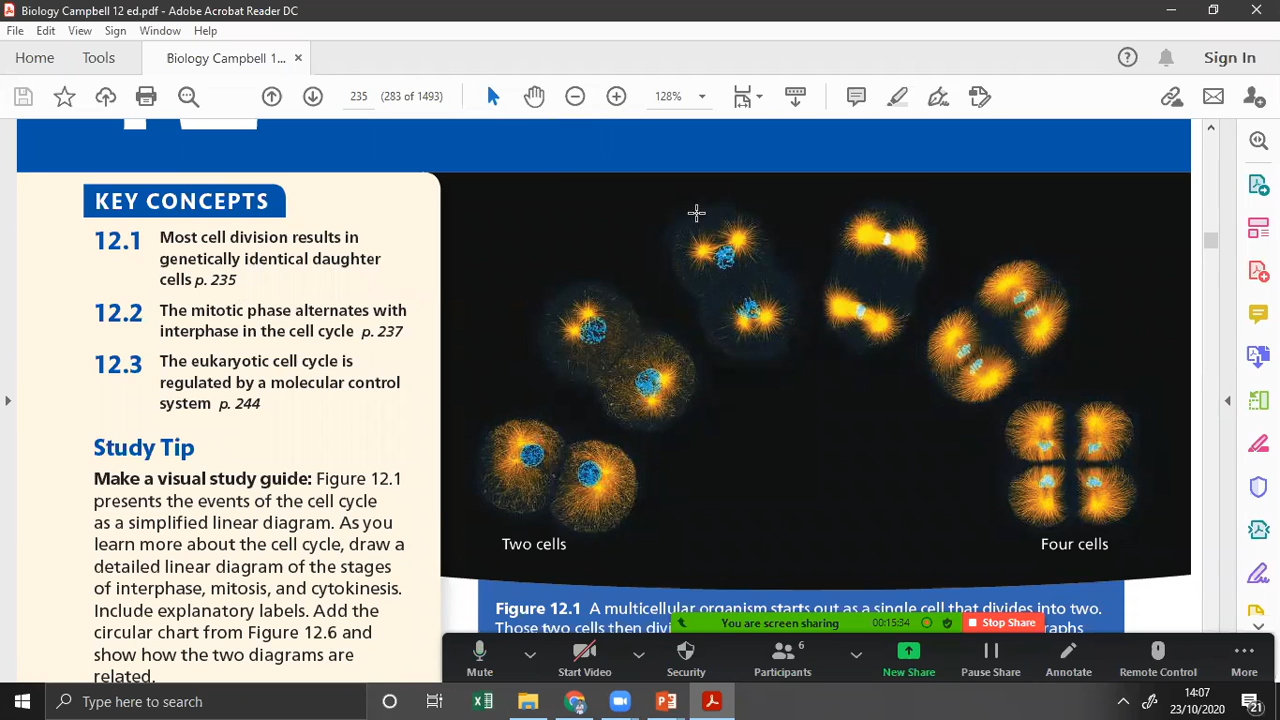 Biology Campbell 12 ed.pdf - Adobe Acrobat Reader DC
File Edit View Sign Window Help
Home Tools Biology Campbell 1... × Sign In
235 (283 of 1493) 128%
KEY CONCEPTS
12.1 Most cell division results in
genetically identical daughter
cells p. 235
12.2 The mitotic phase alternates with
interphase in the cell cycle p. 237
12.3 The eukaryotic cell cycle is
regulated by a molecular control
system p. 244
Study Tip
Make a visual study guide: Figure 12.1
presents the events of the cell cycle
as a simplified linear diagram. As you
learn more about the cell cycle, draw a
detailed linear diagram of the stages
of interphase, mitosis, and cytokinesis.
Include explanatory labels. Add the
circular chart from Figure 12.6 and
show how the two diagrams are
related.
Two cells
Four cells
Figure 12.1 A multicellular organism starts out as a single cell that divides into two.
Those two cells then
You are screen sharing 00:15:34 Stop Share
Mute Start Video Security Participants 6 New Share Pause Share Annotate Remote Control More
Type here to search
14:07
23/10/2020
21